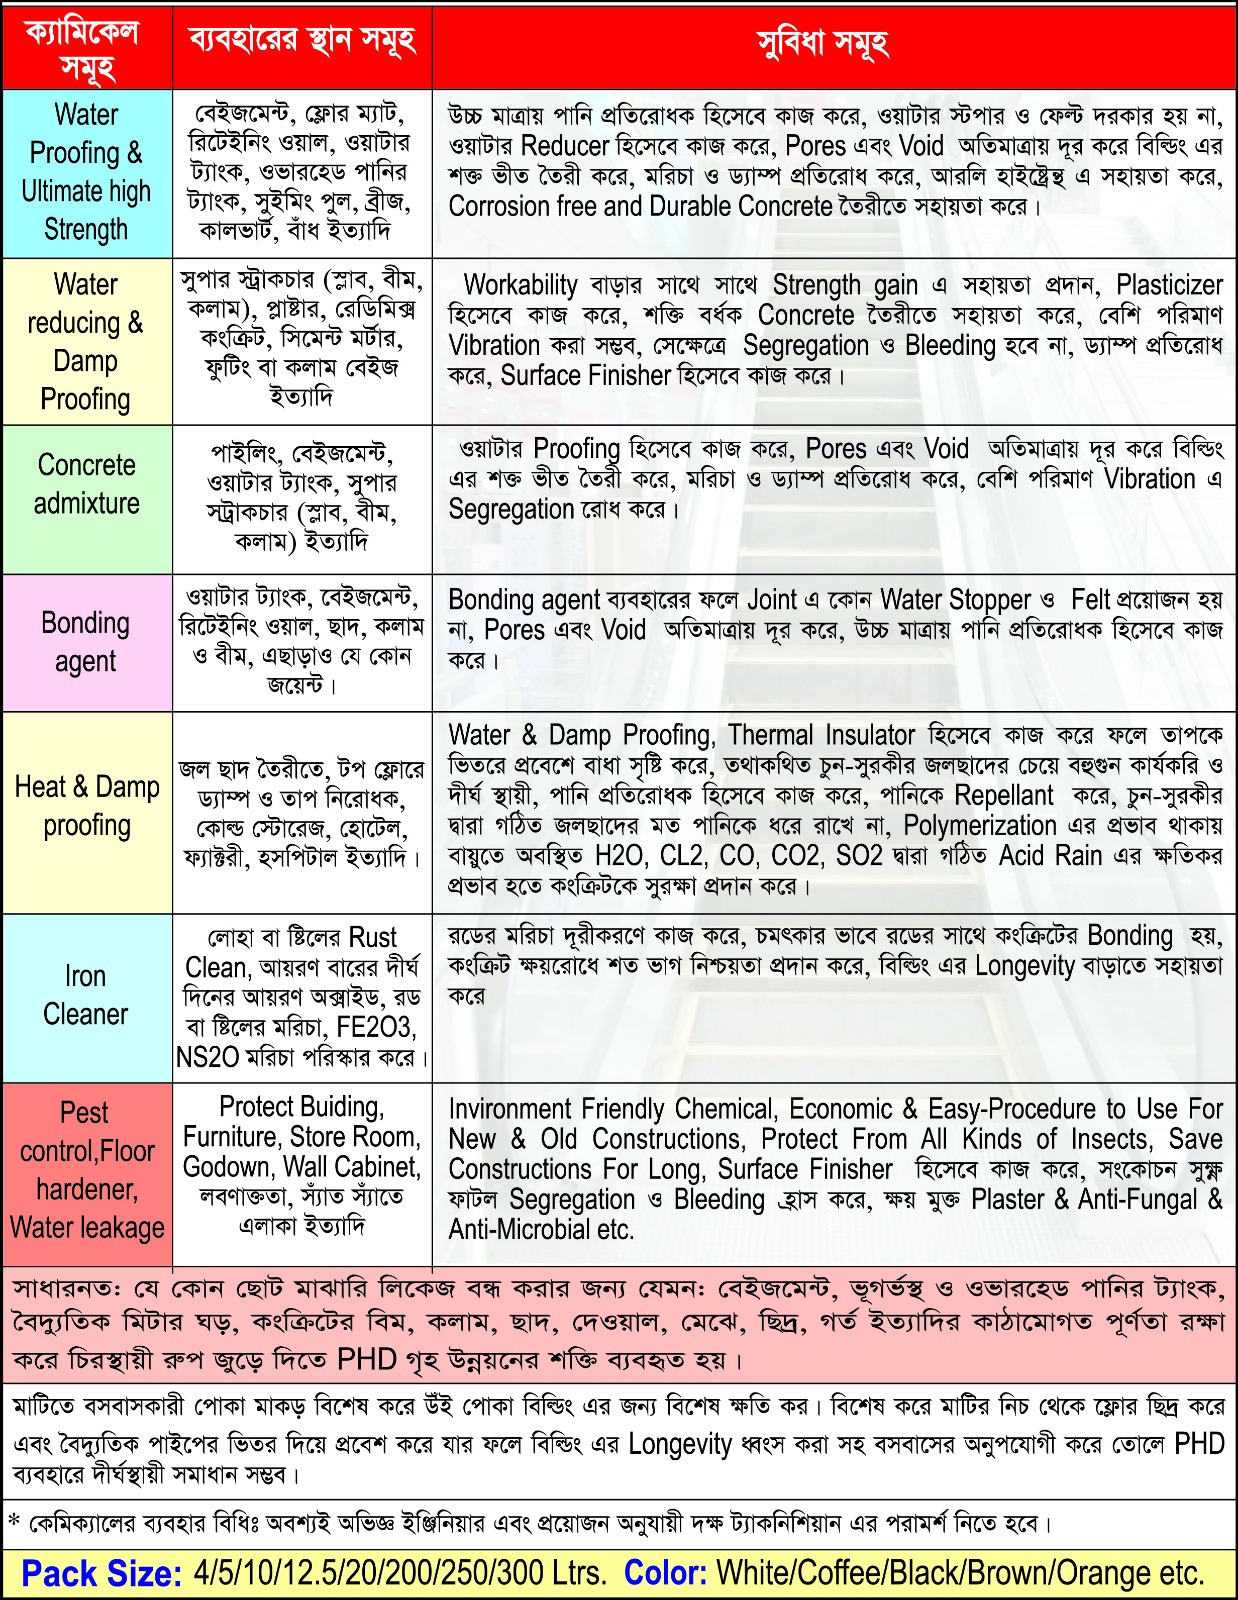 ক্যামিকেল
সমূহ
ব্যবহারের স্থান সমূহ
সুবিধা সমূহ
Water
Proofing &
Ultimate high
Strength
বেইজমেন্ট, ফ্লোর ম্যাট,
রিটেইনিং ওয়াল, ওয়াটার
ট্যাংক, ওভারহেড পানির
ট্যাংক, সুইমিং পুল, ব্রীজ,
কালভার্ট, বাঁধ ইত্যাদি
উচ্চ মাত্রায় পানি প্রতিরোধক হিসেবে কাজ করে, ওয়াটার স্টপার ও ফেল্ট দরকার হয় না,
ওয়াটার Reducer হিসেবে কাজ করে, Pores এবং Void অতিমাত্রায় দূর করে বিল্ডিং এর
শক্ত ভীত তৈরী করে, মরিচা ও ড্যাম্প প্রতিরোধ করে, আরলি হাইষ্ট্রেন্থ এ সহায়তা করে,
Corrosion free and Durable Concrete তৈরীতে সহায়তা করে।
Water
reducing &
Damp
Proofing
সুপার স্ট্রাকচার (স্লাব, বীম,
কলাম), প্লাষ্টার, রেডিমিক্স
কংক্রিট, সিমেন্ট মর্টার,
ফুটিং বা কলাম বেইজ
ইত্যাদি
Workability বাড়ার সাথে সাথে Strength gain এ সহায়তা প্রদান, Plasticizer
হিসেবে কাজ করে, শক্তি বর্ধক Concrete তৈরীতে সহায়তা করে, বেশি পরিমাণ
Vibration করা সম্ভব, সেক্ষেত্রে Segregation ও Bleeding হবে না, ড্যাম্প প্রতিরোধ
করে, Surface Finisher হিসেবে কাজ করে।
Concrete
admixture
পাইলিং, বেইজমেন্ট,
ওয়াটার ট্যাংক, সুপার
সট্রাকচার (স্লাব, বীম,
কলাম) ইত্যাদি
ওয়াটার Proofing হিসেবে কাজ করে, Pores এবং Void অতিমাত্রায় দূর করে বিল্ডিং
এর শক্ত ভীত তৈরী করে, মরিচা ও ড্যাম্প প্রতিরোধ করে, বেশি পরিমাণ Vibration এ
Segregation রোধ করে।
Bonding
agent
ওয়াটার ট্যাংক, বেইজমেন্ট,
রিটেইনিং ওয়াল, ছাদ, কলাম
ও বীম, এছাড়াও যে কোন
জয়েন্ট।
Bonding agent ব্যবহারের ফলে Joint এ কোন Water Stopper ও Felt প্রয়োজন হয়
না, Pores এবং Void অতিমাত্রায় দূর করে, উচ্চ মাত্রায় পানি প্রতিরোধক হিসেবে কাজ
করে।
Heat & Damp
proofing
জল ছাদ তৈরীতে, টপ ফ্লোরে
ড্যাম্প ও তাপ নিরোধক,
কোল্ড স্টোরেজ, হোটেল,
ফ্যাক্টরী, হসপিটাল ইত্যাদি।
Water & Damp Proofing, Thermal Insulator হিসেবে কাজ করে ফলে তাপকে
ভিতরে প্রবেশে বাধা সৃষ্টি করে, তথাকথিত চুন-সুরকীর জলছাদের চেয়ে বহুগুন কার্যকরি ও
দীর্ঘ স্থায়ী, পানি প্রতিরোধক হিসেবে কাজ করে, পানিকে Repellant করে, চুন-সুরকীর
দ্বারা গঠিত জলছাদের মত পানিকে ধরে রাখে না, Polymerization এর প্রভাব থাকায়
বায়ুতে অবস্থিত H2O, CL2, CO, CO2, SO2 দ্বারা গঠিত Acid Rain এর ক্ষতিকর
প্রভাব হতে কংক্রিটকে সুরক্ষা প্রদান করে।
Iron
Cleaner
লোহা বা ষ্টিলের Rust
Clean, আয়রণ বারের দীর্ঘ
দিনের আয়রণ অক্সাইড, রড
বা ষ্টিলের মরিচা, FE2O3,
NS2O মরিচা পরিস্কার করে।
রডের মরিচা দূরীকরণে কাজ করে, চমৎকার ভাবে রডের সাথে কংক্রিটের Bonding হয়,
কংক্রিট ক্ষয়রোধে শত ভাগ নিশ্চয়তা প্রদান করে, বিল্ডিং এর Longevity বাড়াতে সহায়তা
করে
Pest
control,Floor
hardener,
Water leakage
Protect Buiding,
Furniture, Store Room,
Godown, Wall Cabinet,
লবণাক্ততা, স্যাঁত স্যাঁতে
এলাকা ইত্যাদি
Invironment Friendly Chemical, Economic & Easy-Procedure to Use For
New & Old Constructions, Protect From All Kinds of Insects, Save
Constructions For Long, Surface Finisher হিসেবে কাজ করে, সংকোচন সুক্ষ্ণ
ফাটল Segregation ও Bleeding হ্রাস করে, ক্ষয় মুক্ত Plaster & Anti-Fungal &
Anti-Microbial etc.
সাধারনত: যে কোন ছোট মাঝারি লিকেজ বন্ধ করার জন্য যেমন: বেইজমেন্ট, ভূগর্ভস্থ ও ওভারহেড পানির ট্যাংক,
বৈদ্যুতিক মিটার ঘড়, কংক্রিটের বিম, কলাম, ছাদ, দেওয়াল, মেঝে, ছিদ্র, গর্ত ইত্যাদির কাঠামোগত পূর্ণতা রক্ষা
করে চিরস্থায়ী রুপ জুড়ে দিতে PHD গৃহ উন্নয়নের শক্তি ব্যবহৃত হয়।
মাটিতে বসবাসকারী পোকা মাকড় বিশেষ করে উঁই পোকা বিল্ডিং এর জন্য বিশেষ ক্ষতি কর। বিশেষ করে মাটির নিচ থেকে ফ্লোর ছিদ্র করে
এবং বৈদ্যুতিক পাইপের ভিতর দিয়ে প্রবেশ করে যার ফলে বিল্ডিং এর Longevity ধ্বংস করা সহ বসবাসের অনুপযোগী করে তোলে PHD
ব্যবহারে দীর্ঘস্থায়ী সমাধান সম্ভব।
* কেমিক্যালের ব্যবহার বিধিঃ অবশ্যই অভিজ্ঞ ইঞ্জিনিয়ার এবং প্রয়োজন অনুযায়ী দক্ষ ট্যাকনিশিয়ান এর পরামর্শ নিতে হবে।
Pack Size: 4/5/10/12.5/20/200/250/300 Ltrs. Color: White/Coffee/Black/Brown/Orange etc.